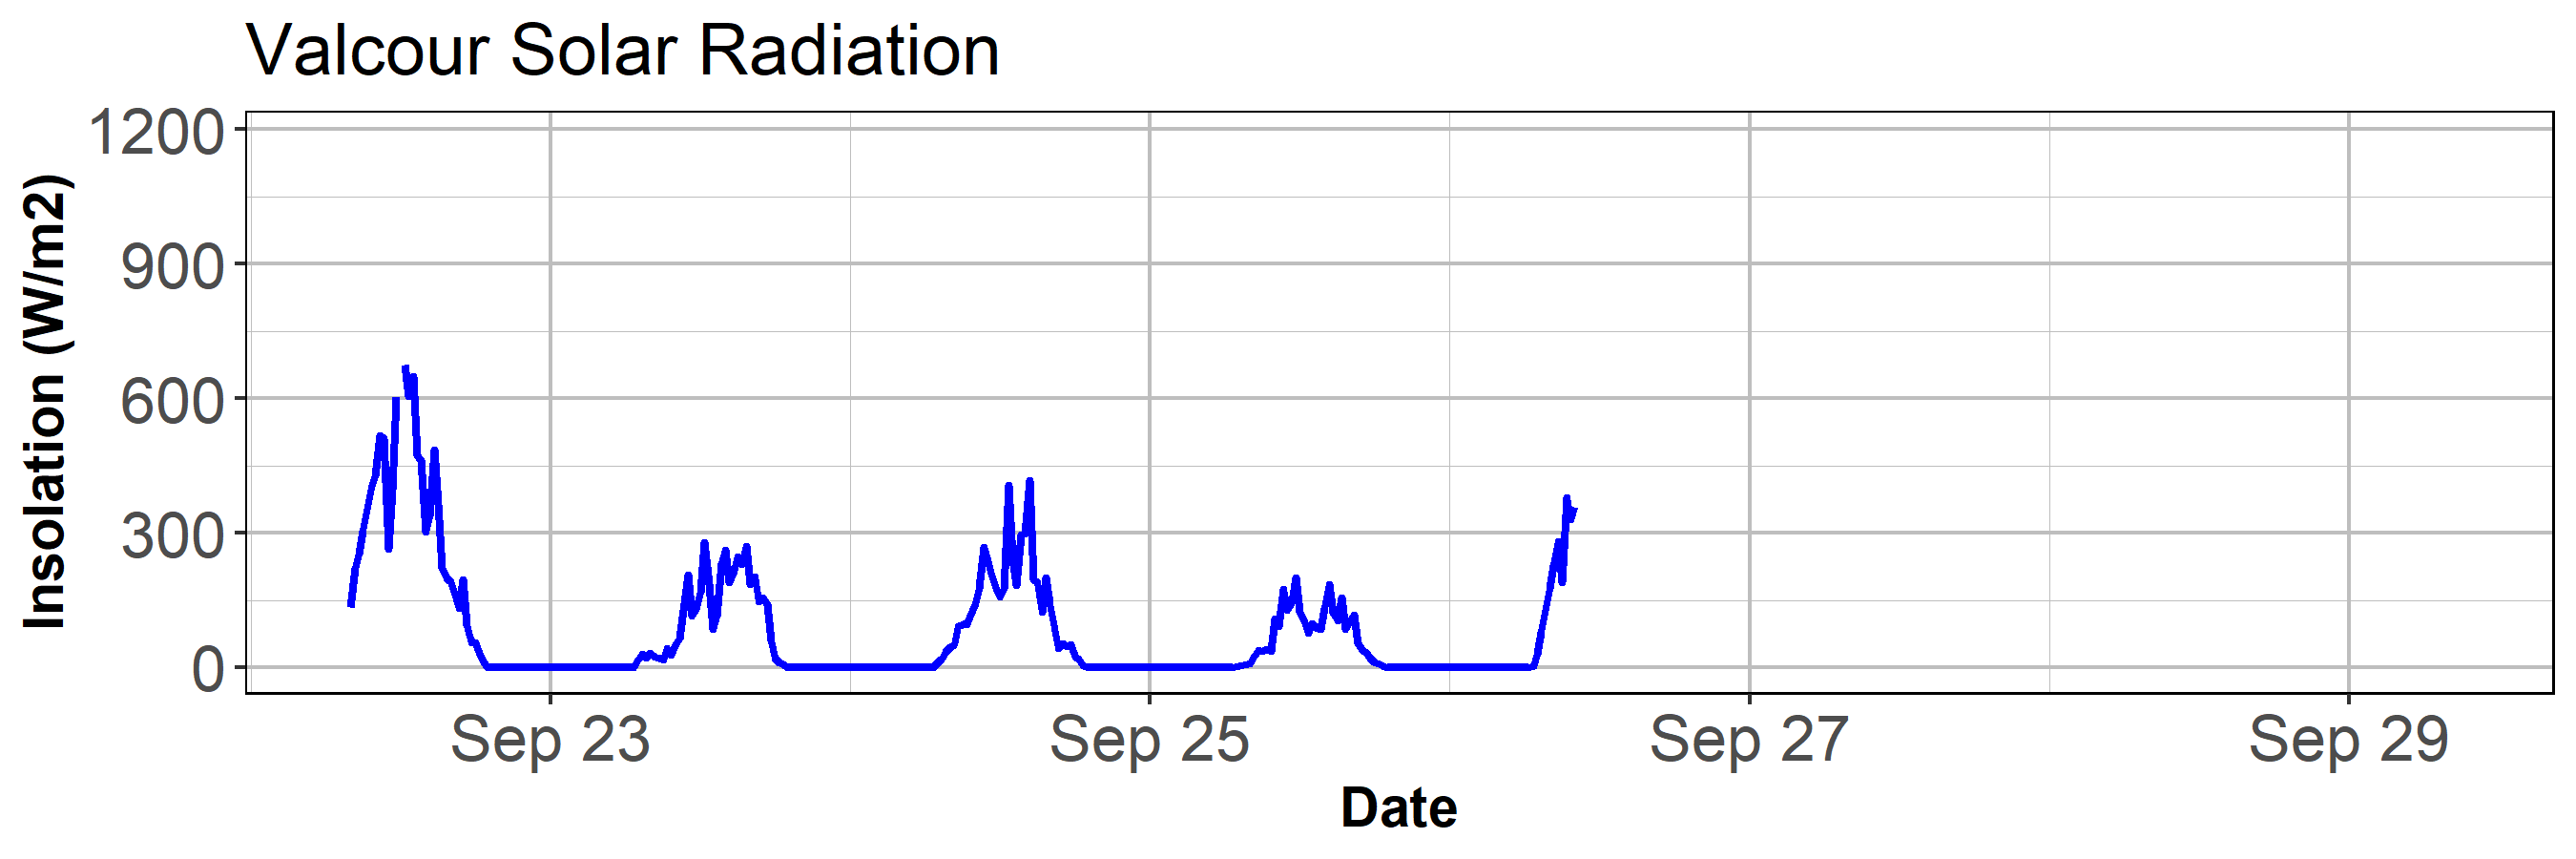 Valcour Solar Radiation
1200
900
600
300
0
Insolation (W/m2)
Sep 23 Sep 25 Sep 27 Sep 29
Date